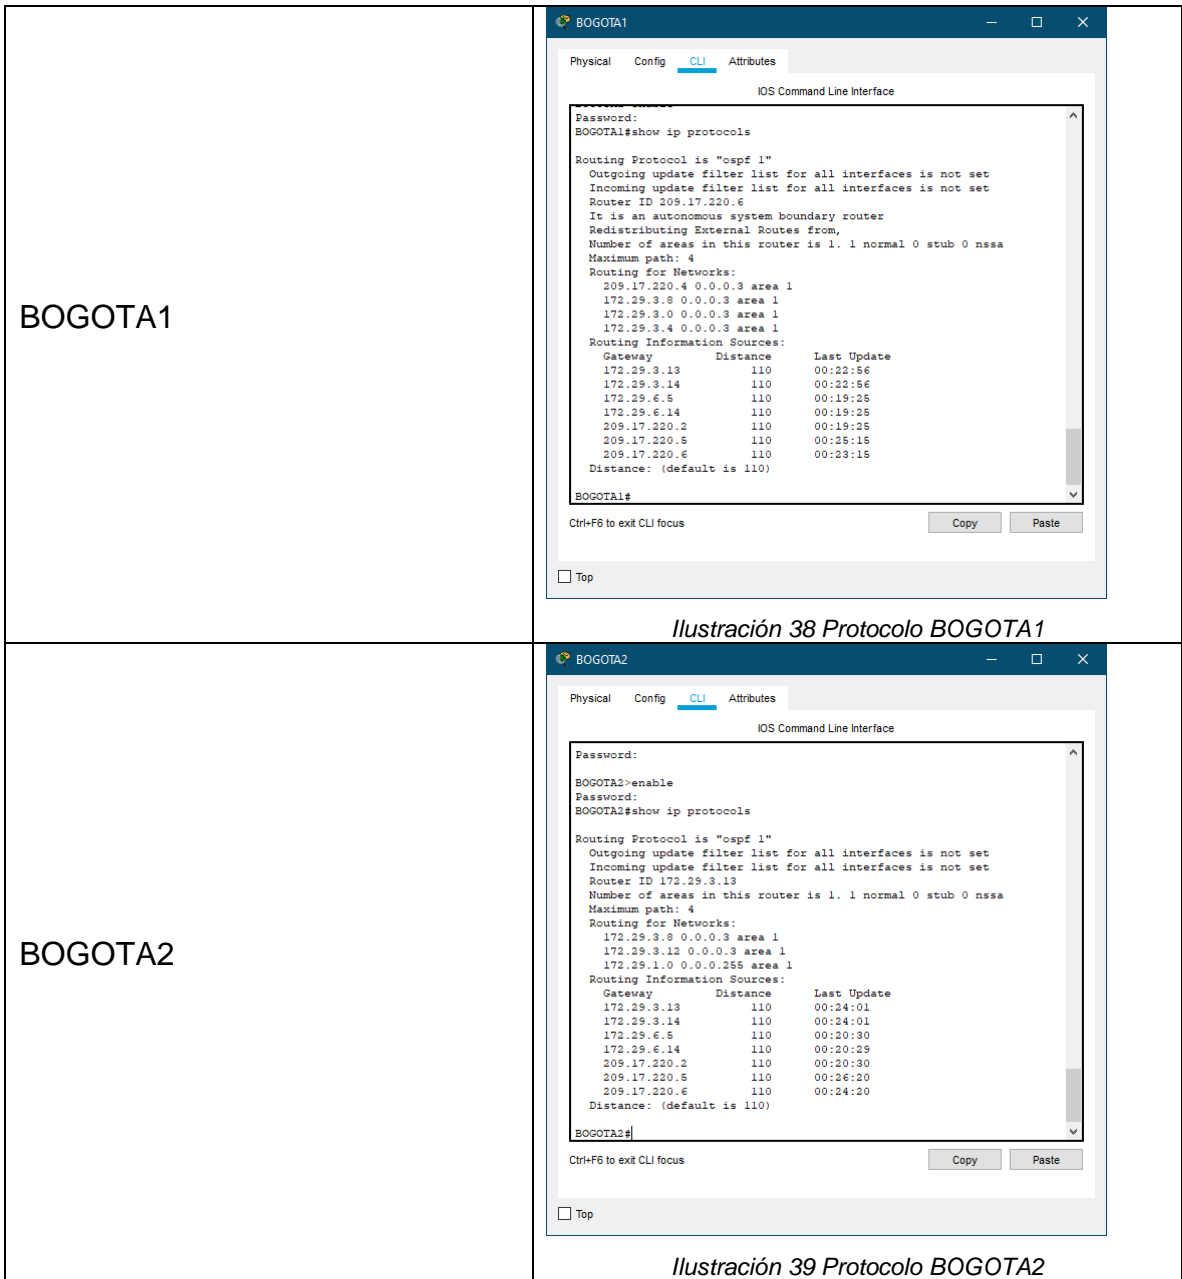 BOGOTA1
BOGOTA1
Physical Config CLI Attributes
IOS Command Line Interface
Password:
BOGOTA1#show ip protocols
Routing Protocol is "ospf 1"
Outgoing update filter list for all interfaces is not set
Incoming update filter list for all interfaces is not set
Router ID 209.17.220.6
It is an autonomous system boundary router
Redistributing External Routes from,
Number of areas in this router is 1. 1 normal 0 stub 0 nssa
Maximum path: 4
Routing for Networks:
209.17.220.4 0.0.0.3 area 1
172.29.3.8 0.0.0.3 area 1
172.29.3.0 0.0.0.3 area 1
172.29.3.4 0.0.0.3 area 1
Routing Information Sources:
Gateway Distance Last Update
172.29.3.13 110 00:22:56
172.29.3.14 110 00:22:56
172.29.6.5 110 00:19:25
172.29.6.14 110 00:19:25
209.17.220.2 110 00:19:25
209.17.220.5 110 00:25:15
209.17.220.6 110 00:23:15
Distance: (default is 110)
BOGOTA1#
Ctrl+F6 to exit CLI focus Copy Paste
Top
Ilustración 38 Protocolo BOGOTA1
BOGOTA2
BOGOTA2
Physical Config CLI Attributes
IOS Command Line Interface
Password:
BOGOTA2>enable
Password:
BOGOTA2#show ip protocols
Routing Protocol is "ospf 1"
Outgoing update filter list for all interfaces is not set
Incoming update filter list for all interfaces is not set
Router ID 172.29.3.13
Number of areas in this router is 1. 1 normal 0 stub 0 nssa
Maximum path: 4
Routing for Networks:
172.29.3.8 0.0.0.3 area 1
172.29.3.12 0.0.0.3 area 1
172.29.1.0 0.0.0.255 area 1
Routing Information Sources:
Gateway Distance Last Update
172.29.3.13 110 00:24:01
172.29.3.14 110 00:24:01
172.29.6.5 110 00:20:30
172.29.6.14 110 00:20:29
209.17.220.2 110 00:20:30
209.17.220.5 110 00:26:20
209.17.220.6 110 00:24:20
Distance: (default is 110)
BOGOTA2#
Ctrl+F6 to exit CLI focus Copy Paste
Top
Ilustración 39 Protocolo BOGOTA2